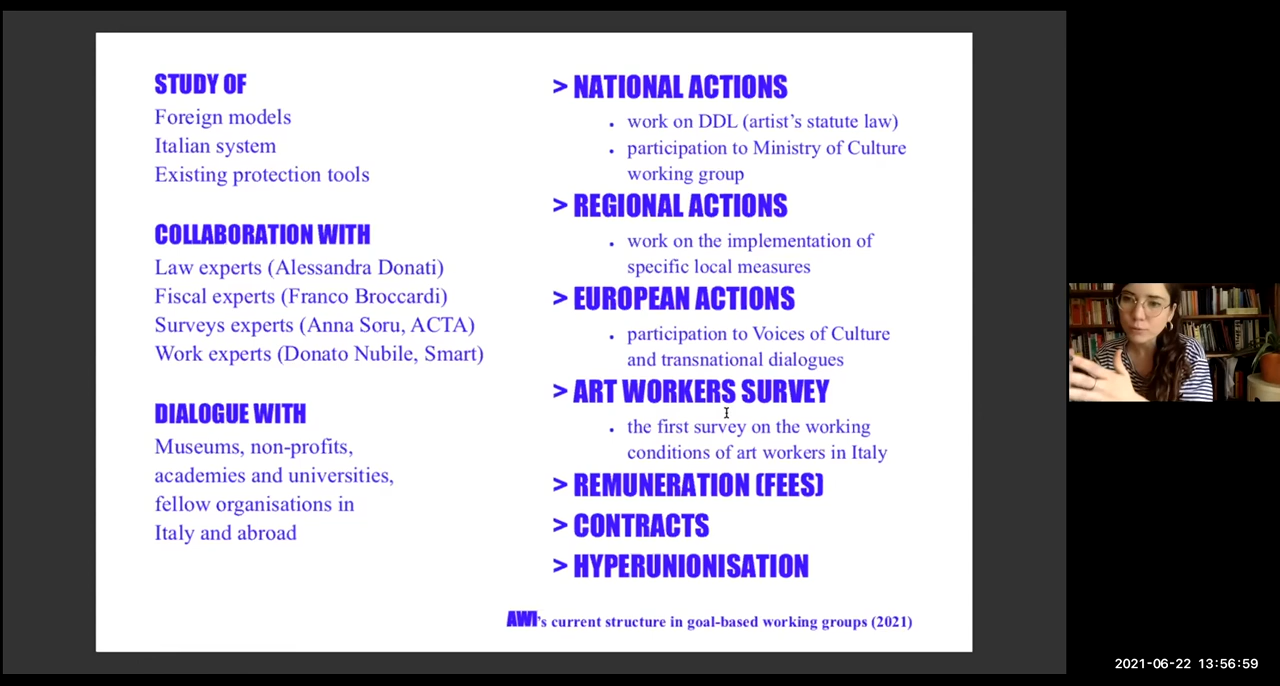 STUDY OF
Foreign models
Italian system
Existing protection tools
COLLABORATION WITH
Law experts (Alessandra Donati)
Fiscal experts (Franco Broccardi)
Surveys experts (Anna Soru, ACTA)
Work experts (Donato Nubile, Smart)
DIALOGUE WITH
Museums, non-profits,
academies and universities,
fellow organisations in
Italy and abroad
> NATIONAL ACTIONS
• work on DDL (artist’s statute law)
• participation to Ministry of Culture
working group
> REGIONAL ACTIONS
• work on the implementation of
specific local measures
> EUROPEAN ACTIONS
• participation to Voices of Culture
and transnational dialogues
> ART WORKERS SURVEY
• the first survey on the working
conditions of art workers in Italy
> REMUNERATION (FEES)
> CONTRACTS
> HYPERUNIONISATION
AWI’s current structure in goal-based working groups (2021)
2021-06-22 13:56:59